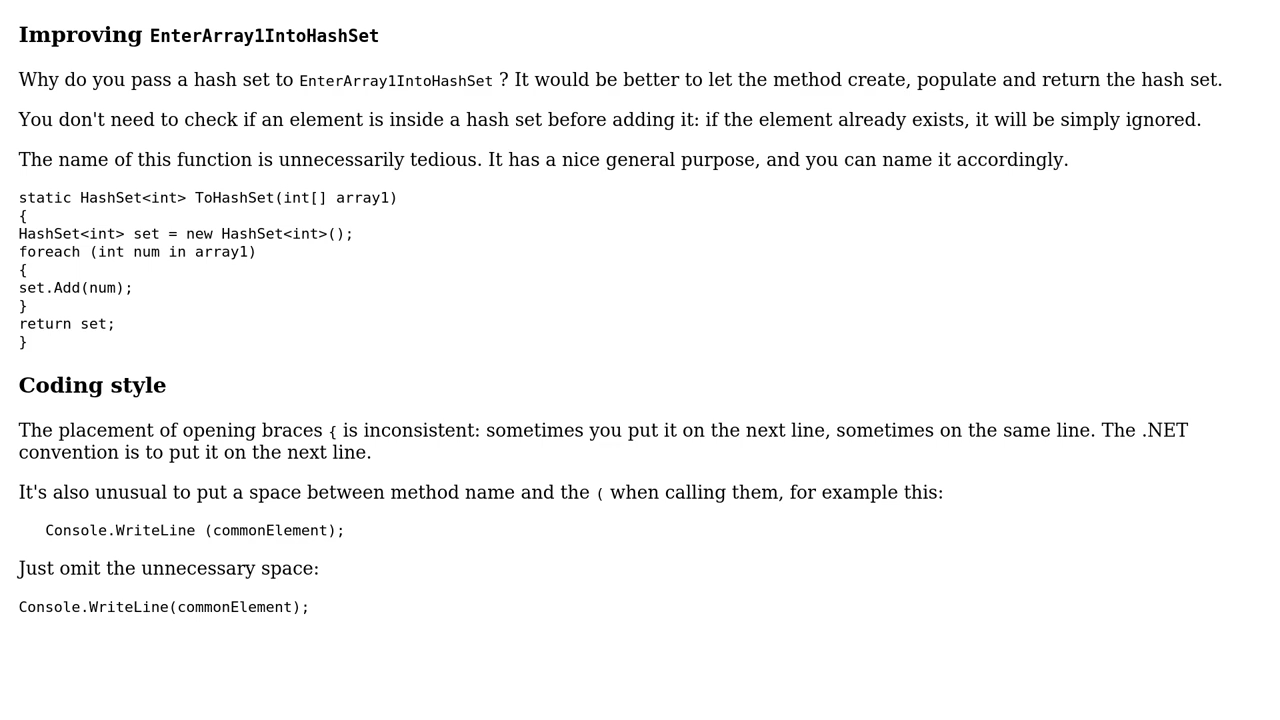 Improving EnterArray1IntoHashSet
Why do you pass a hash set to EnterArray1IntoHashSet ? It would be better to let the method create, populate and return the hash set.
You don't need to check if an element is inside a hash set before adding it: if the element already exists, it will be simply ignored.
The name of this function is unnecessarily tedious. It has a nice general purpose, and you can name it accordingly.
static HashSet<int> ToHashSet(int[] array1)
{
HashSet<int> set = new HashSet<int>();
foreach (int num in array1)
{
set.Add(num);
}
return set;
}
Coding style
The placement of opening braces { is inconsistent: sometimes you put it on the next line, sometimes on the same line. The .NET
convention is to put it on the next line.
It's also unusual to put a space between method name and the ( when calling them, for example this:
Console.WriteLine (commonElement);
Just omit the unnecessary space:
Console.WriteLine(commonElement);